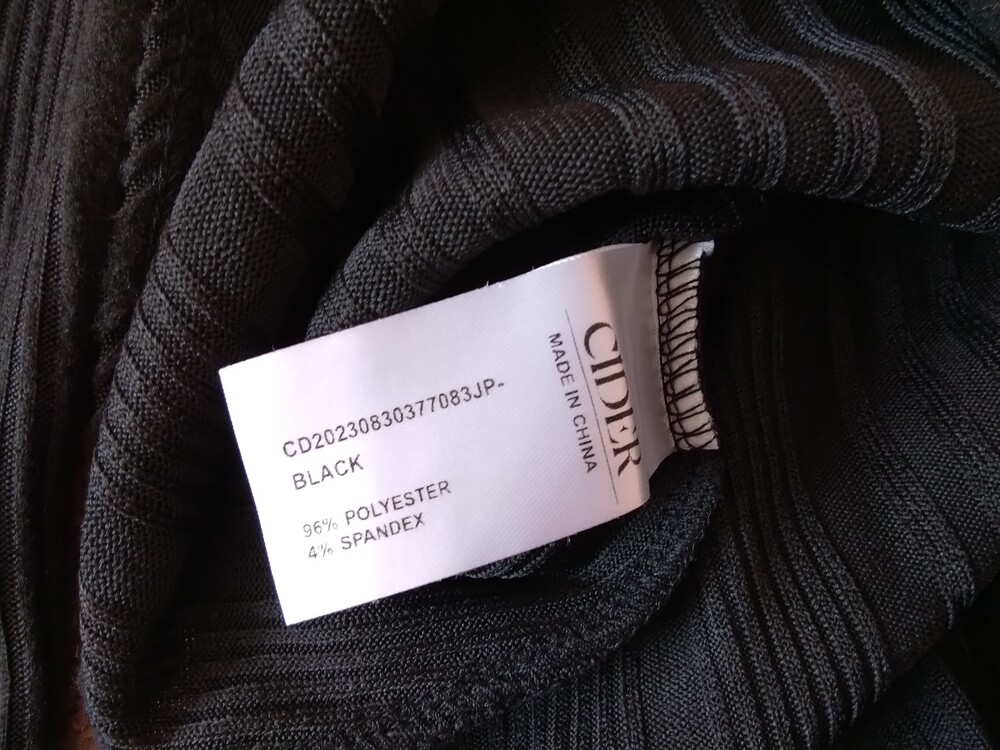 CIDER
MADE IN CHINA
CD20230830377083JP-
BLACK
96% POLYESTER
4% SPANDEX